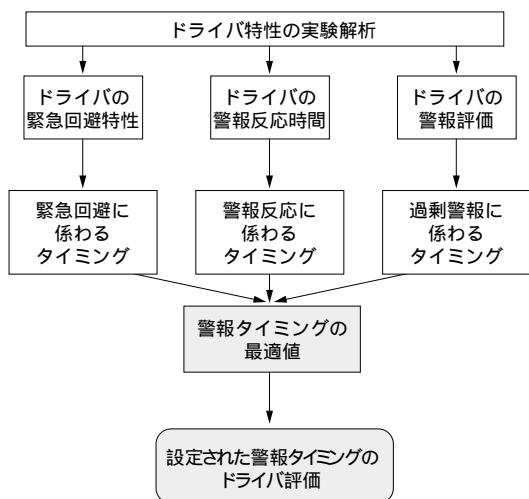 ドライバ特性の実験解析
ドライバの
緊急回避特性
ドライバの
警報反応時間
ドライバの
警報評価
緊急回避に
係わる
タイミング
警報反応に
係わる
タイミング
過剰警報に
係わる
タイミング
警報タイミングの
最適値
設定された警報タイミングの
ドライバ評価